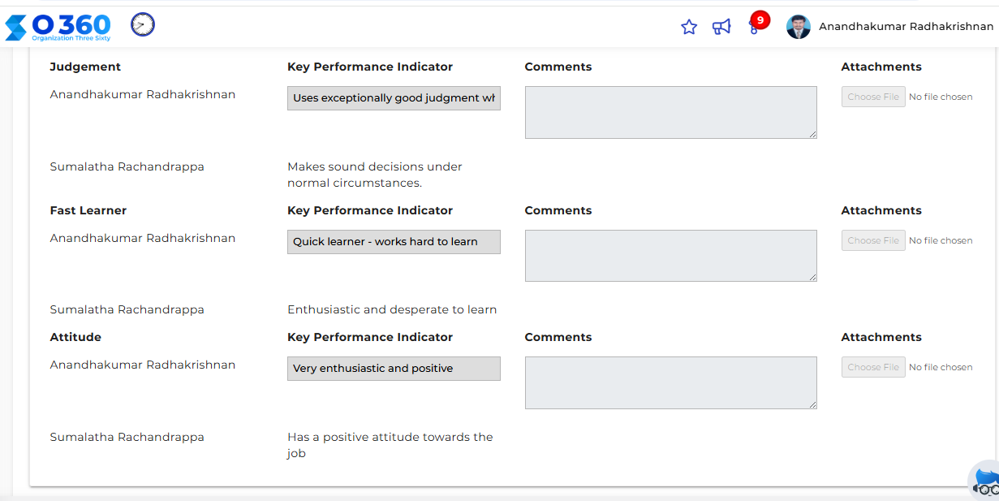 O 360
Organization Three Sixty
9
Anandhakumar Radhakrishnan
Judgement Key Performance Indicator Comments Attachments
Anandhakumar Radhakrishnan Uses exceptionally good judgment Choose File No file chosen
Sumalatha Rachandrappa Makes sound decisions under
normal circumstances.
Fast Learner Key Performance Indicator Comments Attachments
Anandhakumar Radhakrishnan Quick learner - works hard to learn Choose File No file chosen
Sumalatha Rachandrappa Enthusiastic and desperate to learn
Attitude Key Performance Indicator Comments Attachments
Anandhakumar Radhakrishnan Very enthusiastic and positive Choose File No file chosen
Sumalatha Rachandrappa Has a positive attitude towards the
job